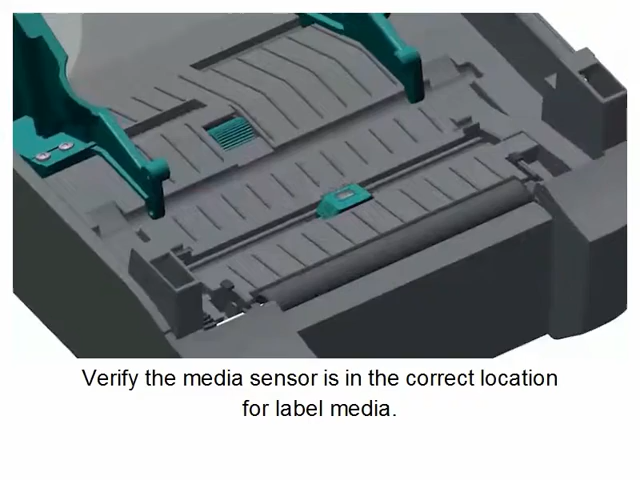 Verify the media sensor is in the correct location
for label media.